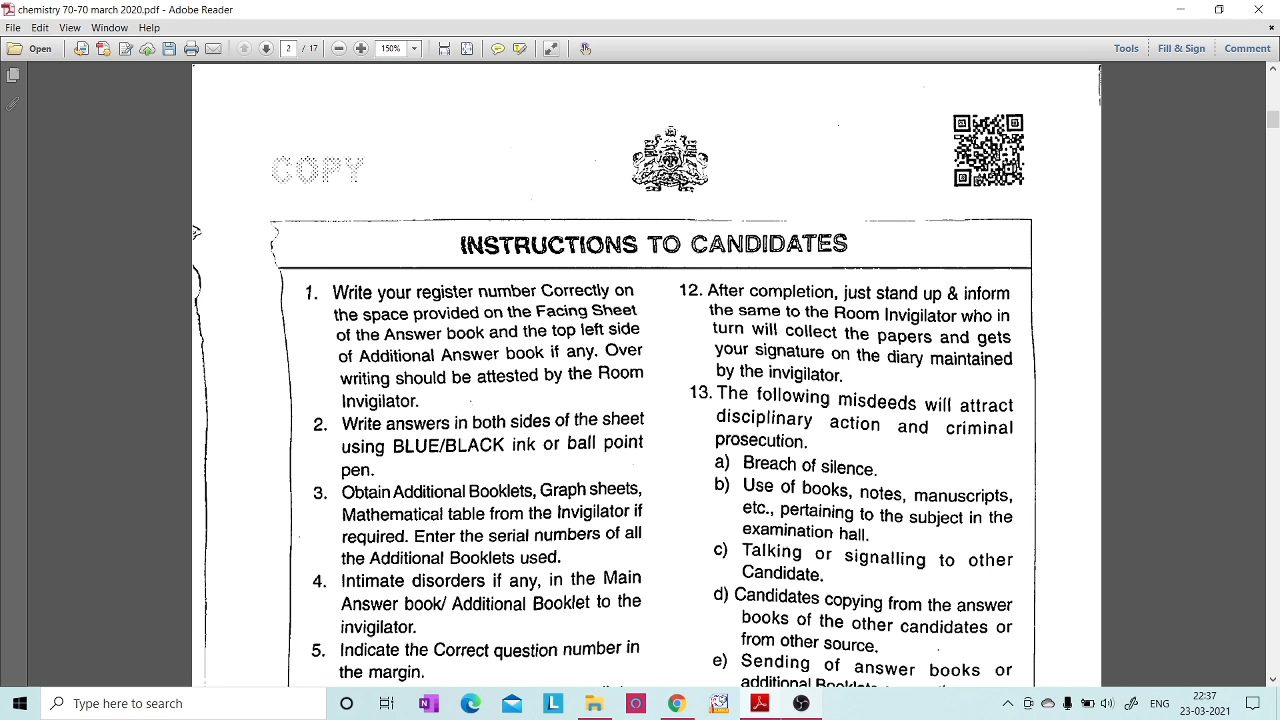 chemistry 70-70 march 2020.pdf - Adobe Reader
File Edit View Window Help
Open 2 / 17 150% Tools Fill & Sign Comment
COPY
INSTRUCTIONS TO CANDIDATES
1. Write your register number Correctly on
the space provided on the Facing Sheet
of the Answer book and the top left side
of Additional Answer book if any. Over
writing should be attested by the Room
Invigilator.
2. Write answers in both sides of the sheet
using BLUE/BLACK ink or ball point
pen.
3. Obtain Additional Booklets, Graph sheets,
Mathematical table from the Invigilator if
required. Enter the serial numbers of all
the Additional Booklets used.
4. Intimate disorders if any, in the Main
Answer book/ Additional Booklet to the
invigilator.
5. Indicate the Correct question number in
the margin.
12. After completion, just stand up & inform
the same to the Room Invigilator who in
turn will collect the papers and gets
your signature on the diary maintained
by the invigilator.
13. The following misdeeds will attract
disciplinary action and criminal
prosecution.
a) Breach of silence.
b) Use of books, notes, manuscripts,
etc., pertaining to the subject in the
examination hall.
c) Talking or signalling to other
Candidate.
d) Candidates copying from the answer
books of the other candidates or
from other source.
e) Sending of answer books or
additional
Type here to search
ENG
22:37
23-03-2021